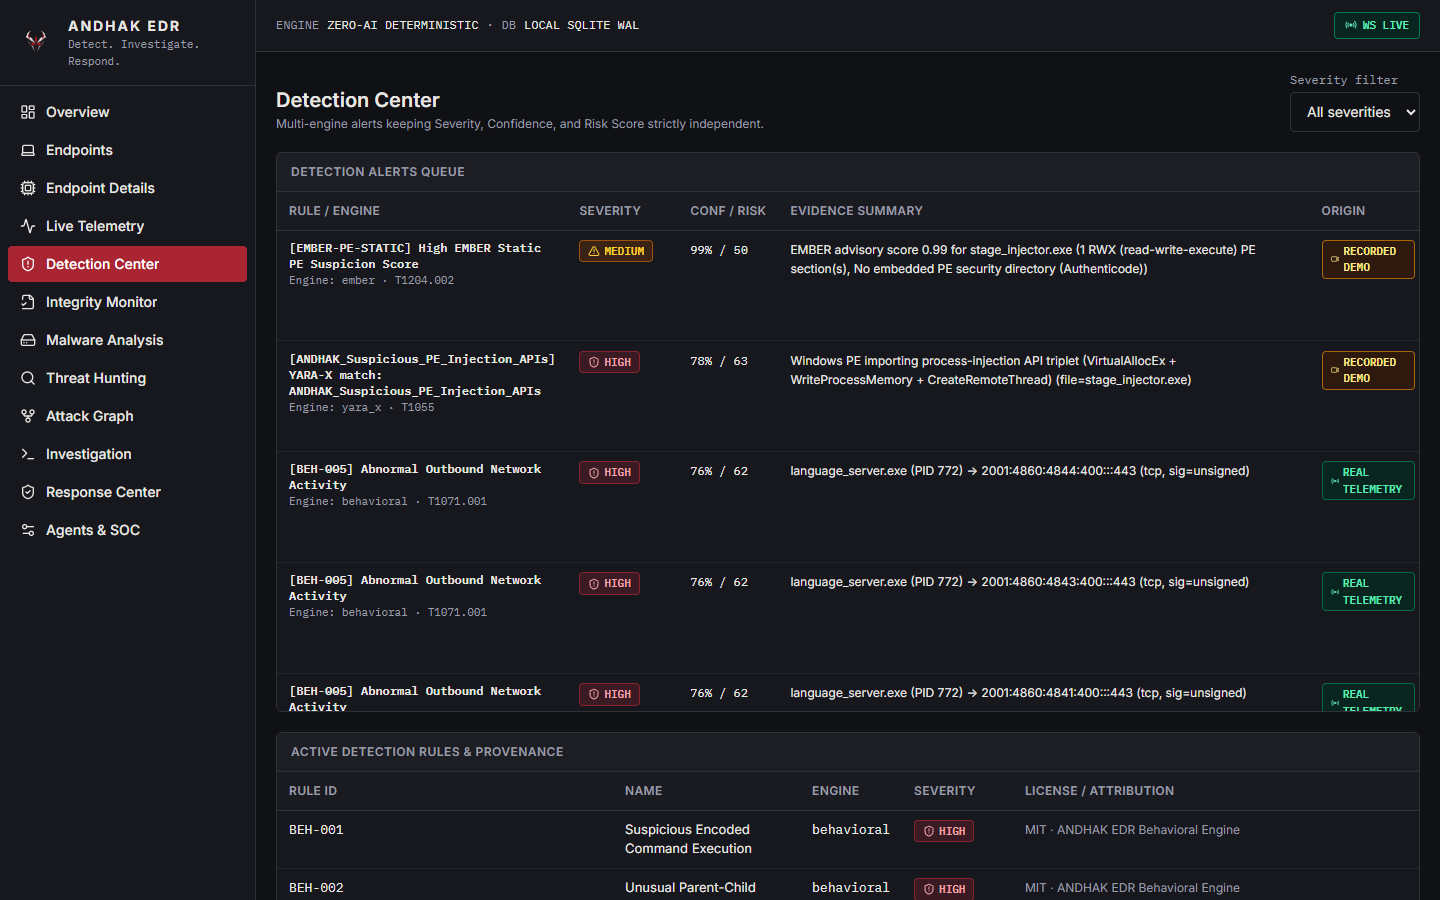 ANDHAK EDR
Detect. Investigate.
Respond.
Overview
Endpoints
Endpoint Details
Live Telemetry
Detection Center
Integrity Monitor
Malware Analysis
Threat Hunting
Attack Graph
Investigation
Response Center
Agents & SOC
ENGINE ZERO-AI DETERMINISTIC · DB LOCAL SQLITE WAL
WS LIVE
Detection Center
Multi-engine alerts keeping Severity, Confidence, and Risk Score strictly independent.
Severity filter
All severities
DETECTION ALERTS QUEUE
RULE / ENGINE SEVERITY CONF / RISK EVIDENCE SUMMARY ORIGIN
[EMBER-PE-STATIC] High EMBER Static
PE Suspicion Score
Engine: ember · T1204.002
MEDIUM
99% / 50
EMBER advisory score 0.99 for stage_injector.exe (1 RWX (read-write-execute) PE
section(s), No embedded PE security directory (Authenticode))
RECORDED
DEMO
[ANDHAK_Suspicious_PE_Injection_APIs]
YARA-X match:
ANDHAK_Suspicious_PE_Injection_APIs
Engine: yara_x · T1055
HIGH
78% / 63
Windows PE importing process-injection API triplet (VirtualAllocEx +
WriteProcessMemory + CreateRemoteThread) (file=stage_injector.exe)
RECORDED
DEMO
[BEH-005] Abnormal Outbound Network
Activity
Engine: behavioral · T1071.001
HIGH
76% / 62
language_server.exe (PID 772) → 2001:4860:4844:400:::443 (tcp, sig=unsigned)
REAL
TELEMETRY
[BEH-005] Abnormal Outbound Network
Activity
Engine: behavioral · T1071.001
HIGH
76% / 62
language_server.exe (PID 772) → 2001:4860:4843:400:::443 (tcp, sig=unsigned)
REAL
TELEMETRY
[BEH-005] Abnormal Outbound Network
Activity
HIGH
76% / 62
language_server.exe (PID 772) → 2001:4860:4841:400:::443 (tcp, sig=unsigned)
REAL
TELEMETRY
ACTIVE DETECTION RULES & PROVENANCE
RULE ID NAME ENGINE SEVERITY LICENSE / ATTRIBUTION
BEH-001
Suspicious Encoded
Command Execution
behavioral
HIGH
MIT · ANDHAK EDR Behavioral Engine
BEH-002
Unusual Parent-Child
behavioral
HIGH
MIT · ANDHAK EDR Behavioral Engine